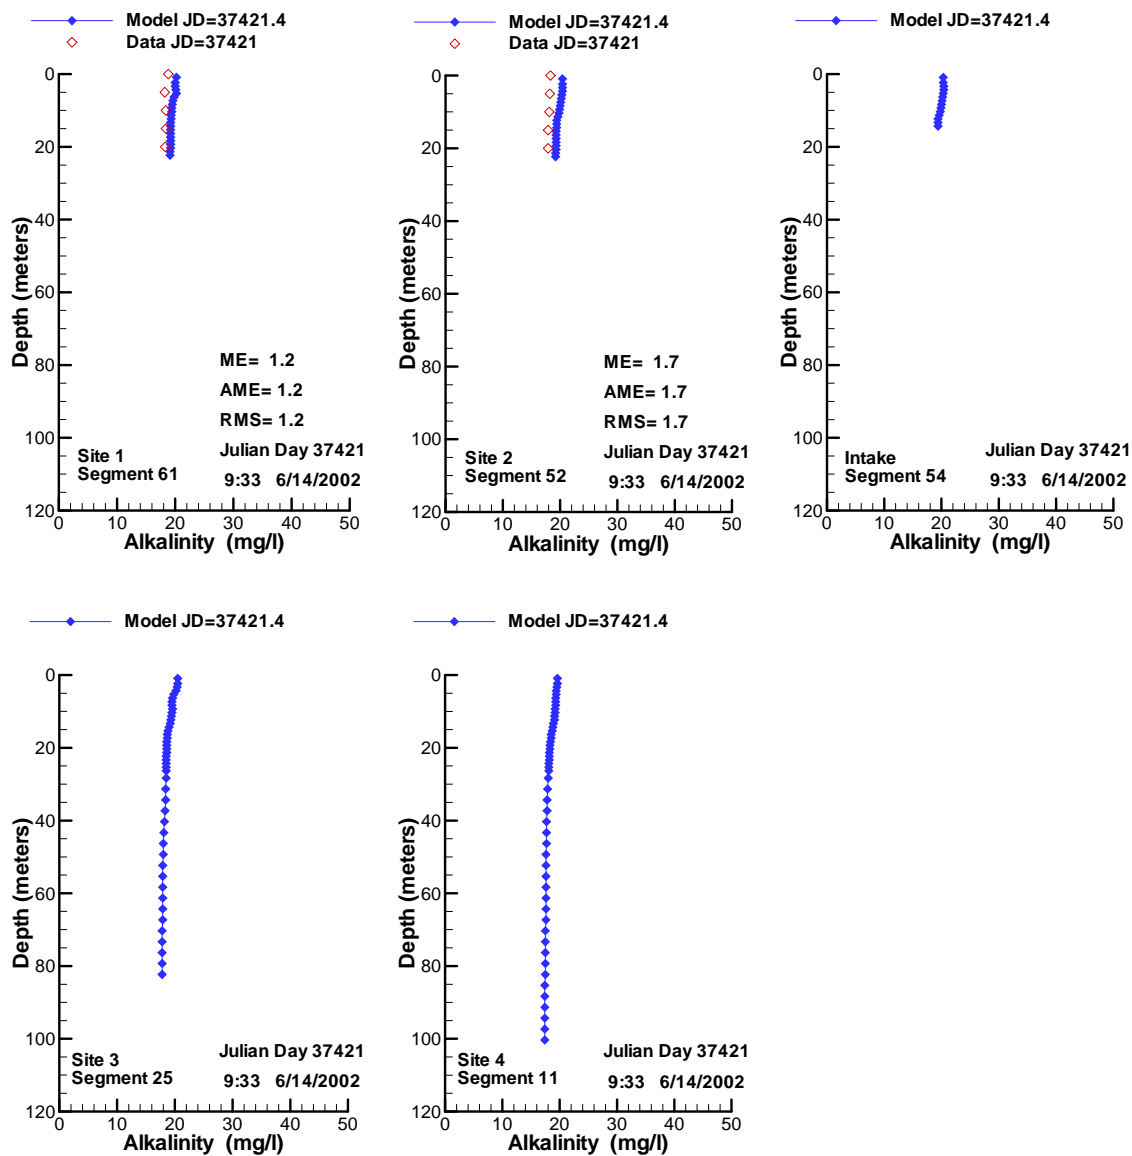 Model JD=37421.4
Data JD=37421
0
20
40
60
80
100
120
Depth (meters)
ME= 1.2
AME= 1.2
RMS= 1.2
Site 1
Segment 61
Julian Day 37421
9:33 6/14/2002
0 10 20 30 40 50
Alkalinity (mg/l)
Model JD=37421.4
Data JD=37421
0
20
40
60
80
100
120
Depth (meters)
ME= 1.7
AME= 1.7
RMS= 1.7
Site 2
Segment 52
Julian Day 37421
9:33 6/14/2002
0 10 20 30 40 50
Alkalinity (mg/l)
Model JD=37421.4
0
20
40
60
80
100
120
Depth (meters)
Intake
Segment 54
Julian Day 37421
9:33 6/14/2002
0 10 20 30 40 50
Alkalinity (mg/l)
Model JD=37421.4
0
20
40
60
80
100
120
Depth (meters)
Site 3
Segment 25
Julian Day 37421
9:33 6/14/2002
0 10 20 30 40 50
Alkalinity (mg/l)
Model JD=37421.4
0
20
40
60
80
100
120
Depth (meters)
Site 4
Segment 11
Julian Day 37421
9:33 6/14/2002
0 10 20 30 40 50
Alkalinity (mg/l)